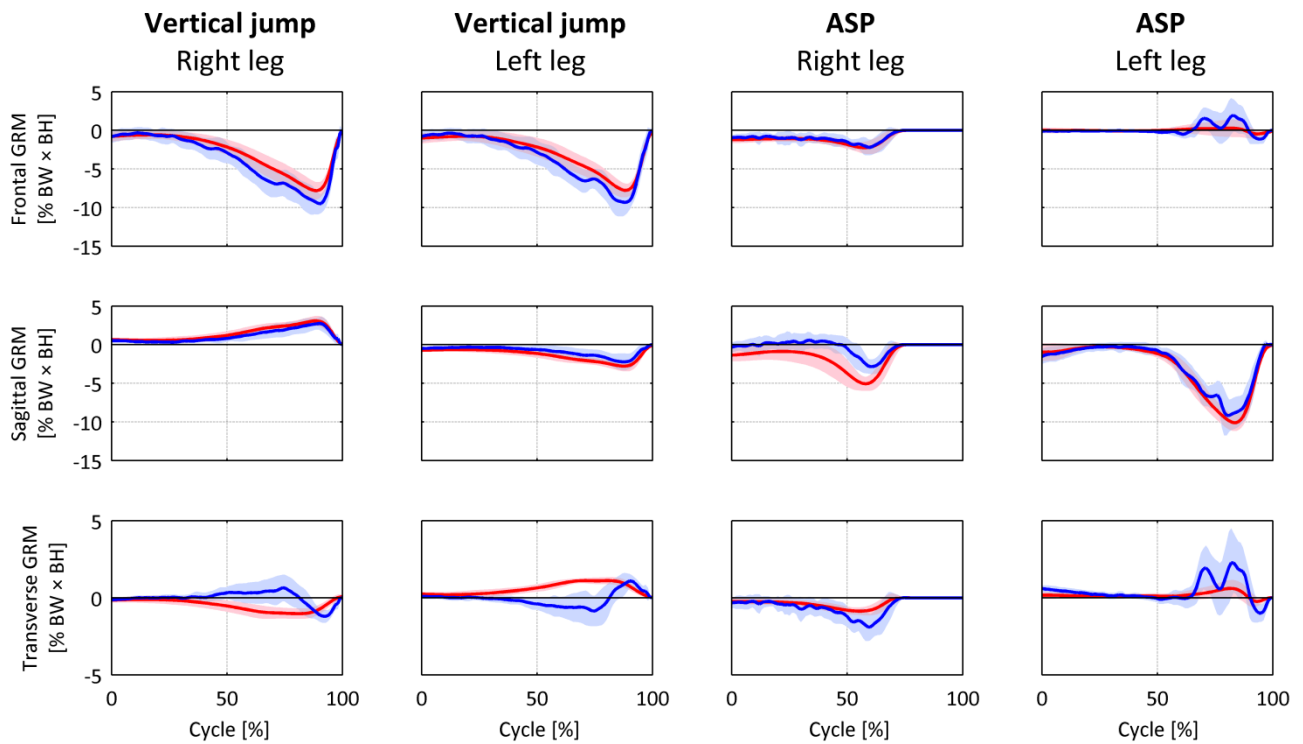 Vertical jump Vertical jump ASP ASP
Right leg Left leg Right leg Left leg
Frontal GRM
[% BW × BH]
5
0
-5
-10
-15
Sagittal GRM
[% BW × BH]
5
0
-5
-10
-15
Transverse GRM
[% BW × BH]
5
0
-5
0 50 100 0 50 100 0 50 100 0 50 100
Cycle [%] Cycle [%] Cycle [%] Cycle [%]